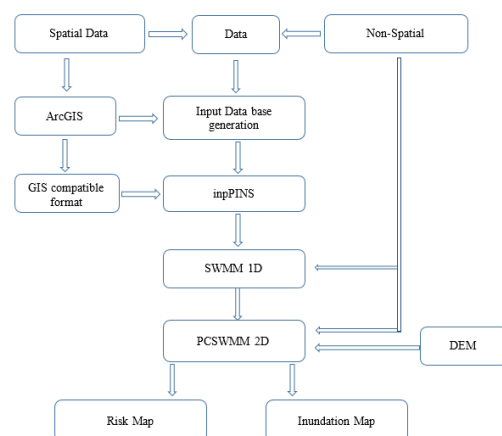 Spatial Data
Data
Non-Spatial
ArcGIS
Input Data base
generation
GIS compatible
format
inpPINS
SWMM 1D
PCSWMM 2D
DEM
Risk Map
Inundation Map